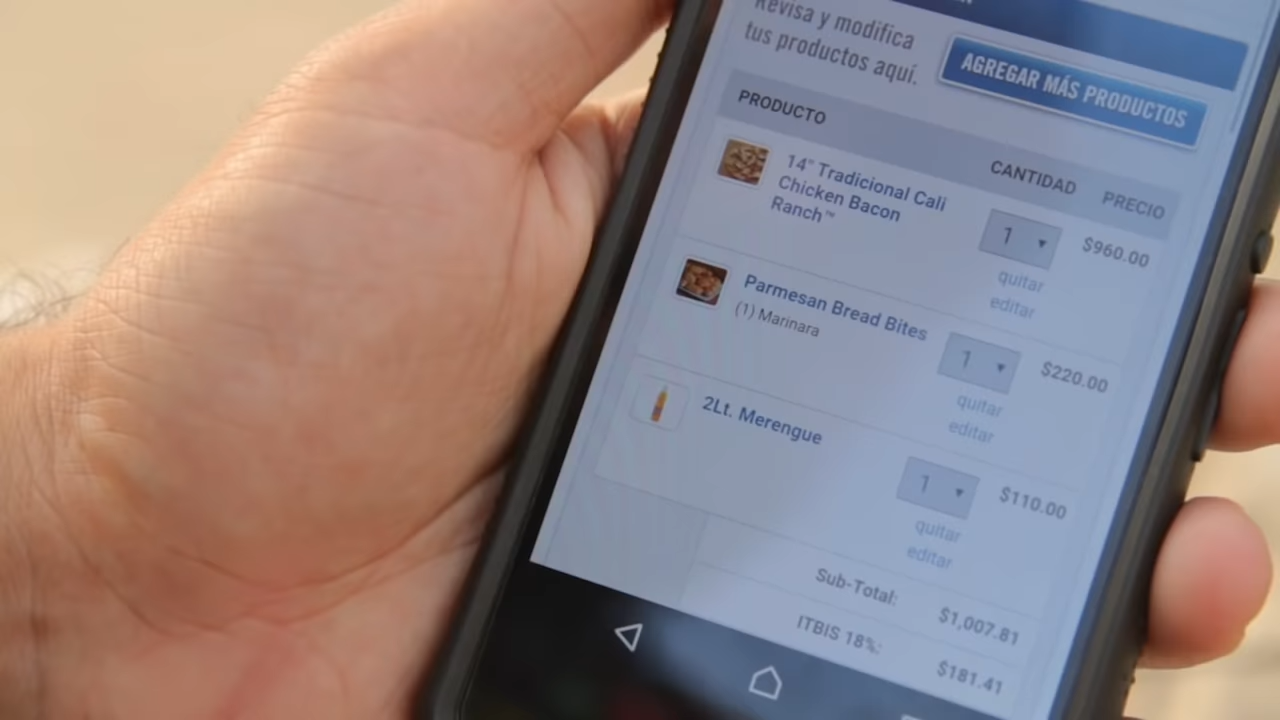 Revisa y modifica
tus productos aquí.
AGREGAR MÁS PRODUCTOS
PRODUCTO
CANTIDAD
PRECIO
14" Tradicional Cali
Chicken Bacon
Ranch™
1
$960.00
quitar
editar
Parmesan Bread Bites
(1) Marinara
1
$220.00
quitar
editar
2Lt. Merengue
1
$110.00
quitar
editar
Sub-Total: $1,007.81
ITBIS 18%: $181.41